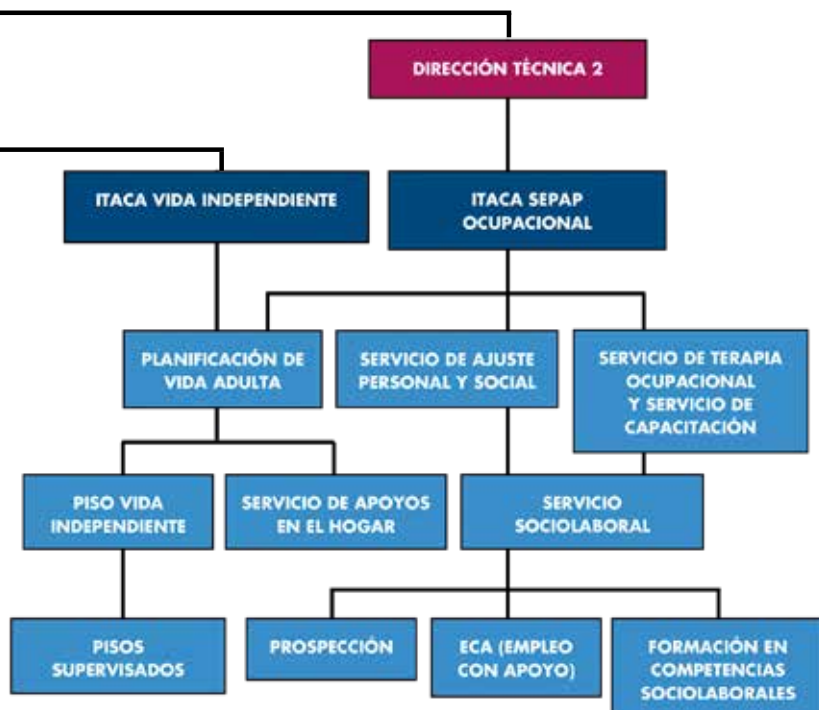 DIRECCIÓN TÉCNICA 2
ITACA VIDA INDEPENDIENTE
ITACA SEPAP
OCUPACIONAL
PLANIFICACIÓN DE
VIDA ADULTA
SERVICIO DE AJUSTE
PERSONAL Y SOCIAL
SERVICIO DE TERAPIA
OCUPACIONAL
Y SERVICIO DE
CAPACITACIÓN
PISO VIDA
INDEPENDIENTE
SERVICIO DE APOYOS
EN EL HOGAR
SERVICIO
SOCIOLABORAL
PISOS
SUPERVISADOS
PROSPECCIÓN
ECA (EMPLEO
CON APOYO)
FORMACIÓN EN
COMPETENCIAS
SOCIOLABORALES